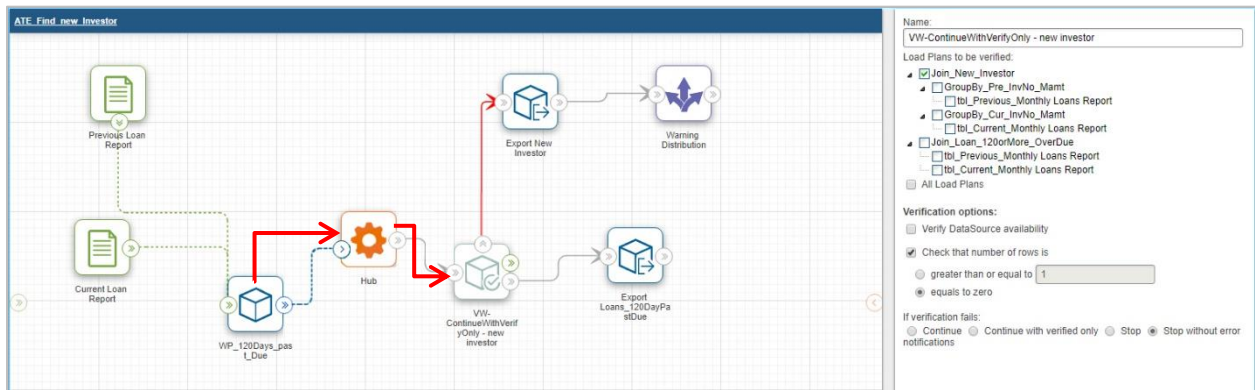 ATE_Find_new_Investor
Previous Loan
Report
Current Loan
Report
WP_120Days_pas
t_Due
Hub
VW-
ContinueWithVerif
yOnly - new
investor
Export New
Investor
Warning
Distribution
Export
Loans_120DayPa
stDue
Name:
VW-ContinueWithVerifyOnly - new investor
Load Plans to be verified:
Join_New_Investor
GroupBy_Pre_InvNo_Mamt
tbl_Previous_Monthly Loans Report
GroupBy_Cur_InvNo_Mamt
tbl_Current_Monthly Loans Report
Join_Loan_120orMore_OverDue
tbl_Previous_Monthly Loans Report
tbl_Current_Monthly Loans Report
All Load Plans
Verification options:
Verify DataSource availability
Check that number of rows is
greater than or equal to 1
equals to zero
If verification fails:
Continue Continue with verified only Stop Stop without error
notifications